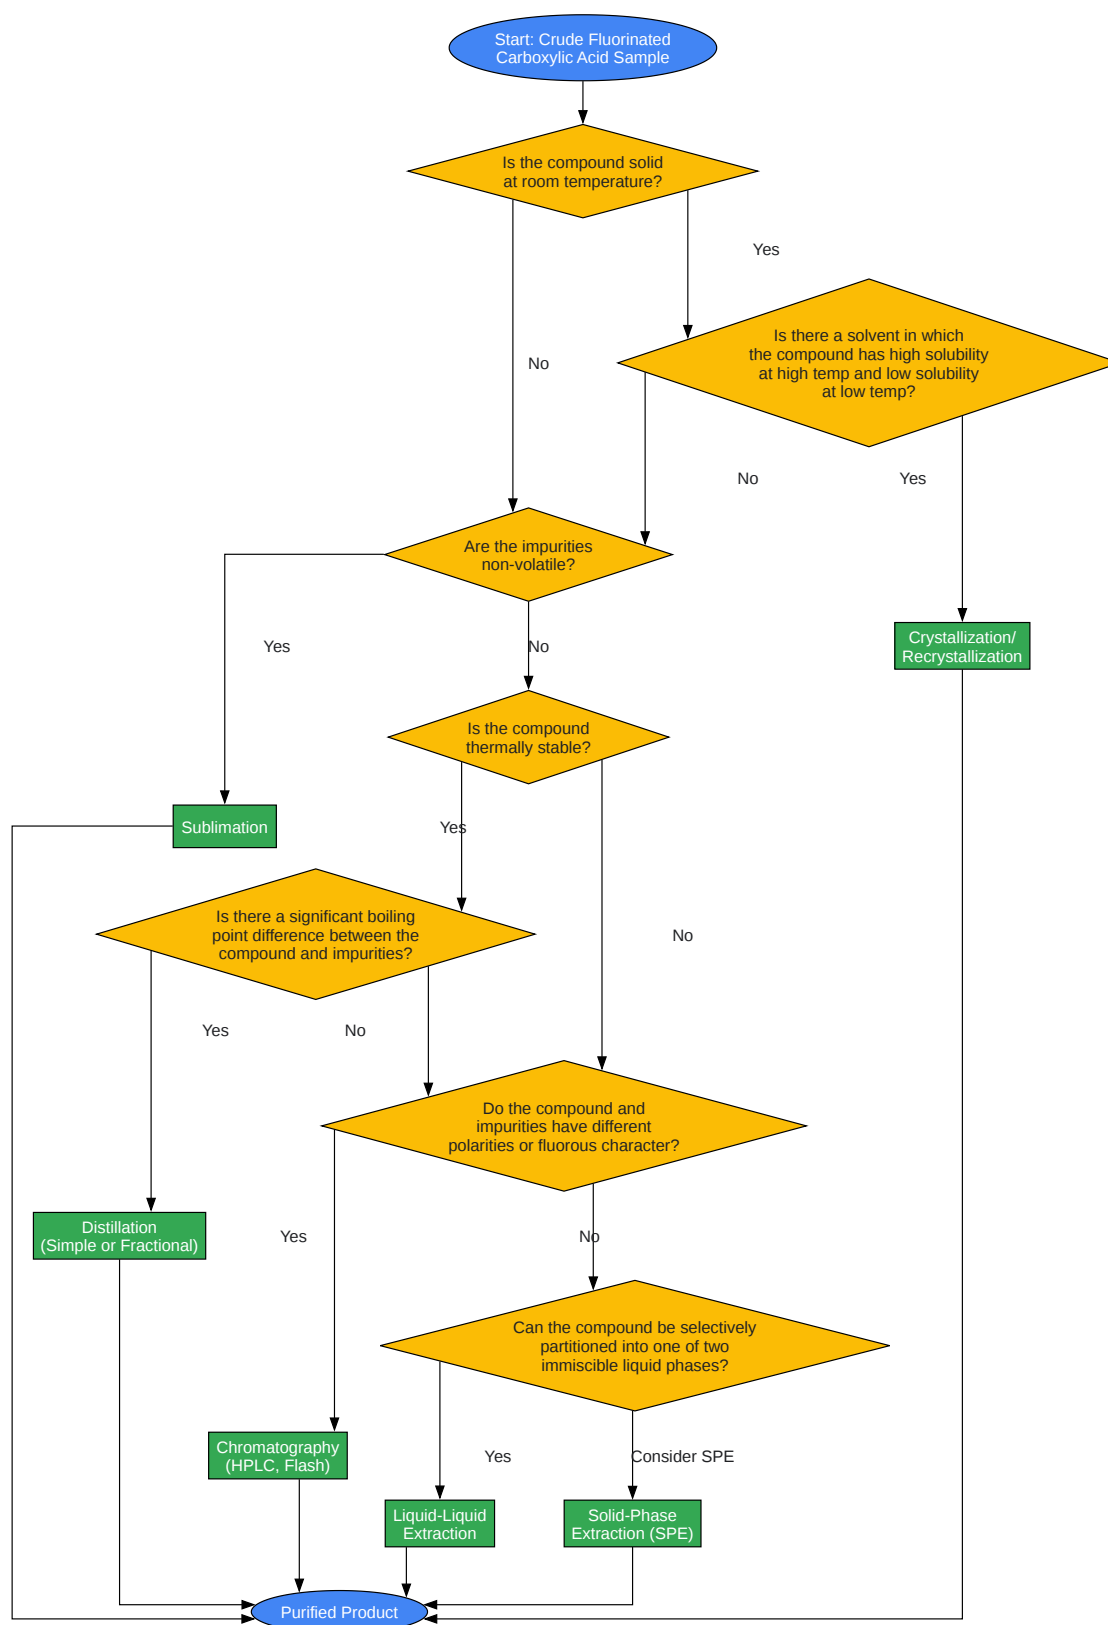 Start: Crude Fluorinated
Carboxylic Acid Sample
Is the compound solid
at room temperature?
Yes
Is there a solvent in which
the compound has high solubility
at high temp and low solubility
at low temp?
No
No
Yes
Are the impurities
non-volatile?
Yes
No
Crystallization/
Recrystallization
Is the compound
thermally stable?
Sublimation
Yes
Is there a significant boiling
point difference between the
compound and impurities?
No
Yes
No
Do the compound and
impurities have different
polarities or fluorous character?
Distillation
(Simple or Fractional)
Yes
No
Can the compound be selectively
partitioned into one of two
immiscible liquid phases?
Chromatography
(HPLC, Flash)
Yes
Consider SPE
Liquid-Liquid
Extraction
Solid-Phase
Extraction (SPE)
Purified Product